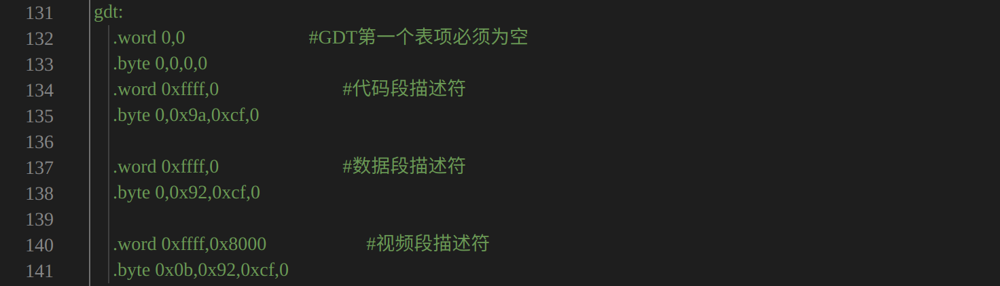 131 gdt:
132 .word 0,0 #GDT第一个表项必须为空
133 .byte 0,0,0,0
134 .word 0xffff,0 #代码段描述符
135 .byte 0,0x9a,0xcf,0
136
137 .word 0xffff,0 #数据段描述符
138 .byte 0,0x92,0xcf,0
139
140 .word 0xffff,0x8000 #视频段描述符
141 .byte 0x0b,0x92,0xcf,0